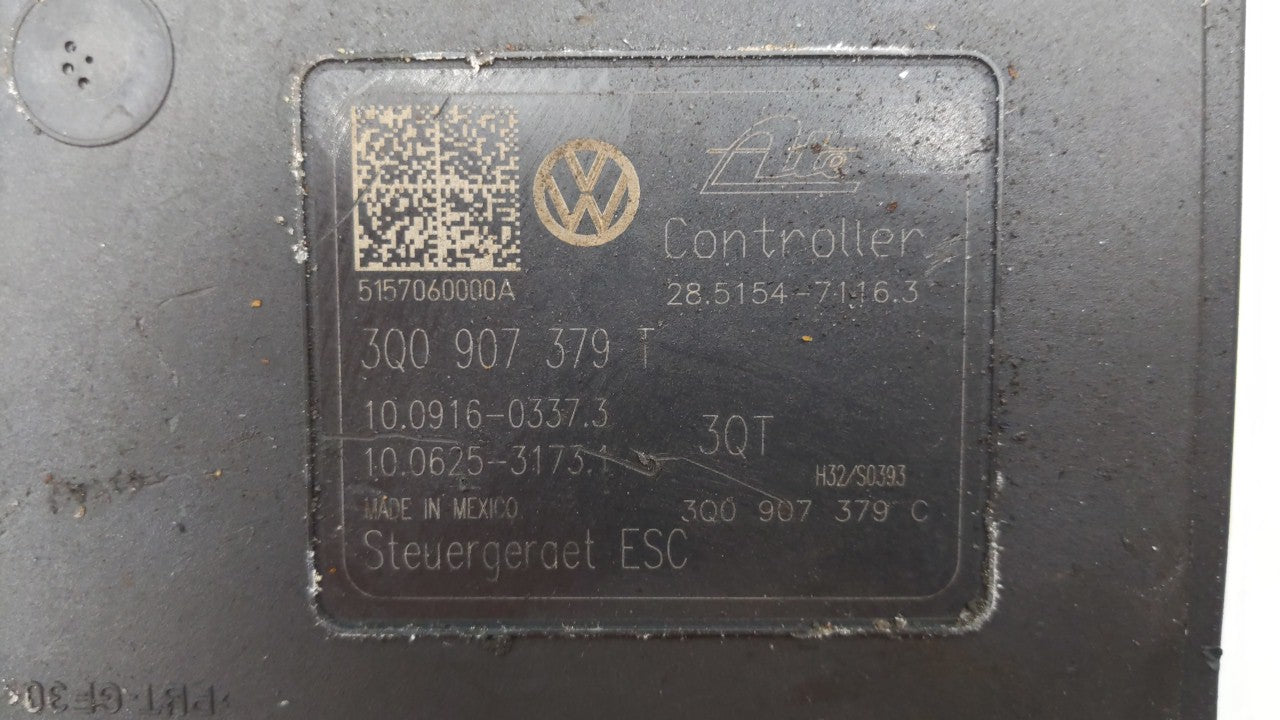 Ate
Controller
5157060000A
28.5154-7116.3
3Q0 907 379 T
10.0916-0337.3
3QT
10.0625-3173.1
H32/S0393
MADE IN MEXICO
3Q0 907 379 C
Steuergeraet ESC